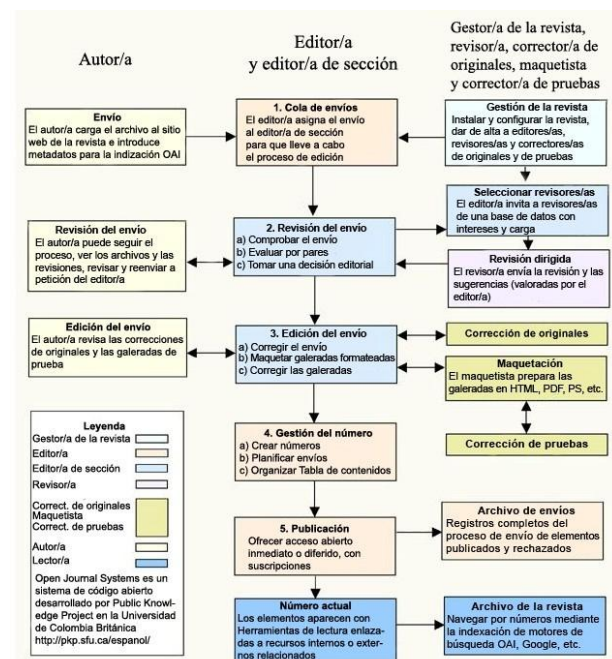 Autor/a
Editor/a
y editor/a de sección
Gestor/a de la revista,
revisor/a, corrector/a de
originales, maquetista
y corrector/a de pruebas
Envío
El autor/a carga el archivo al sitio
web de la revista e introduce
metadatos para la indización OAI
1. Cola de envíos
El editor/a asigna el envío
al editor/a de sección
para que lleve a cabo
el proceso de edición
Gestión de la revista
Instalar y configurar la revista,
dar de alta a editores/as,
revisores/as y correctores/as
de originales y de pruebas
Seleccionar revisores/as
El editor/a invita a revisores/as
de una base de datos con
intereses y carga
Revisión del envío
El autor/a puede seguir el
proceso, ver los archivos y las
revisiones, revisar y reenviar a
petición del editor/a
2. Revisión del envío
a) Comprobar el envío
b) Evaluar por pares
c) Tomar una decisión editorial
Revisión dirigida
El revisor/a envía la revisión y las
sugerencias (valoradas por el
editor/a)
Edición del envío
El autor/a revisa las correcciones
de originales y las galeradas de
prueba
3. Edición del envío
a) Corregir el envío
b) Maquetar galeradas formateadas
c) Corregir las galeradas
Corrección de originales
Maquetación
El maquetista prepara las
galeradas en HTML, PDF, PS, etc.
Corrección de pruebas
4. Gestión del número
a) Crear números
b) Planificar envíos
c) Organizar Tabla de contenidos
5. Publicación
Ofrecer acceso abierto
inmediato o diferido, con
suscripciones
Archivo de envíos
Registros completos del
proceso de envío de elementos
publicados y rechazados
Número actual
Los elementos aparecen con
Herramientas de lectura enlaza-
das a recursos internos o exter-
nos relacionados
Archivo de la revista
Navegar por números mediante
la indexación de motores de
búsqueda OAI, Google, etc.
Leyenda
Gestor/a de la revista
Editor/a
Editor/a de sección
Revisor/a
Correct. de originales
Maquetista
Correct. de pruebas
Autor/a
Lector/a
Open Journal Systems es un
sistema de código abierto
desarrollado por Public Knowl-
edge Project en la Universidad
de Colombia Británica
http://pkp.sfu.ca/espanol/